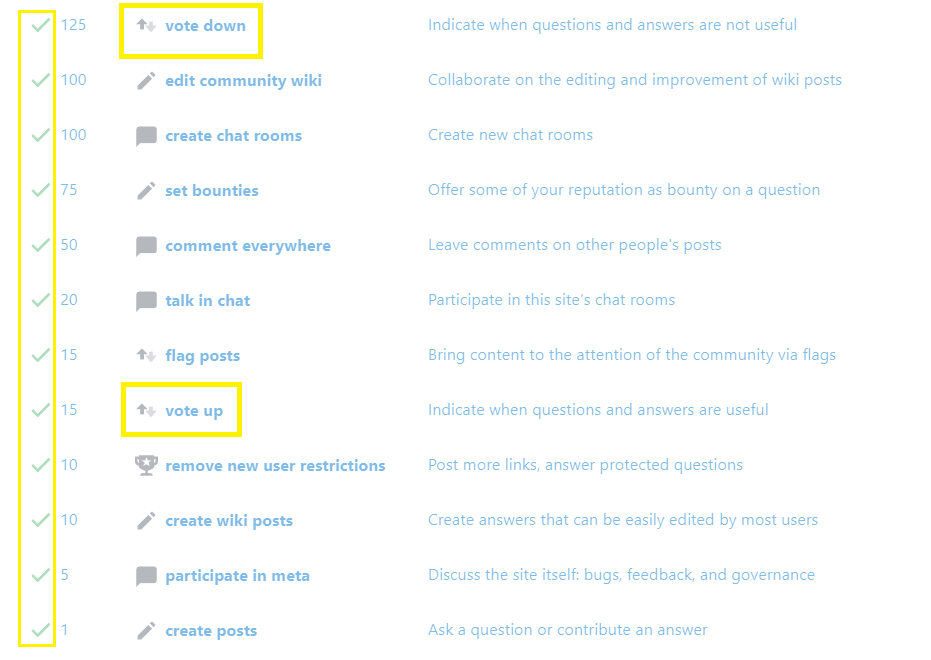 125 vote down Indicate when questions and answers are not useful
100 edit community wiki Collaborate on the editing and improvement of wiki posts
100 create chat rooms Create new chat rooms
75 set bounties Offer some of your reputation as bounty on a question
50 comment everywhere Leave comments on other people's posts
20 talk in chat Participate in this site's chat rooms
15 flag posts Bring content to the attention of the community via flags
15 vote up Indicate when questions and answers are useful
10 remove new user restrictions Post more links, answer protected questions
10 create wiki posts Create answers that can be easily edited by most users
5 participate in meta Discuss the site itself: bugs, feedback, and governance
1 create posts Ask a question or contribute an answer